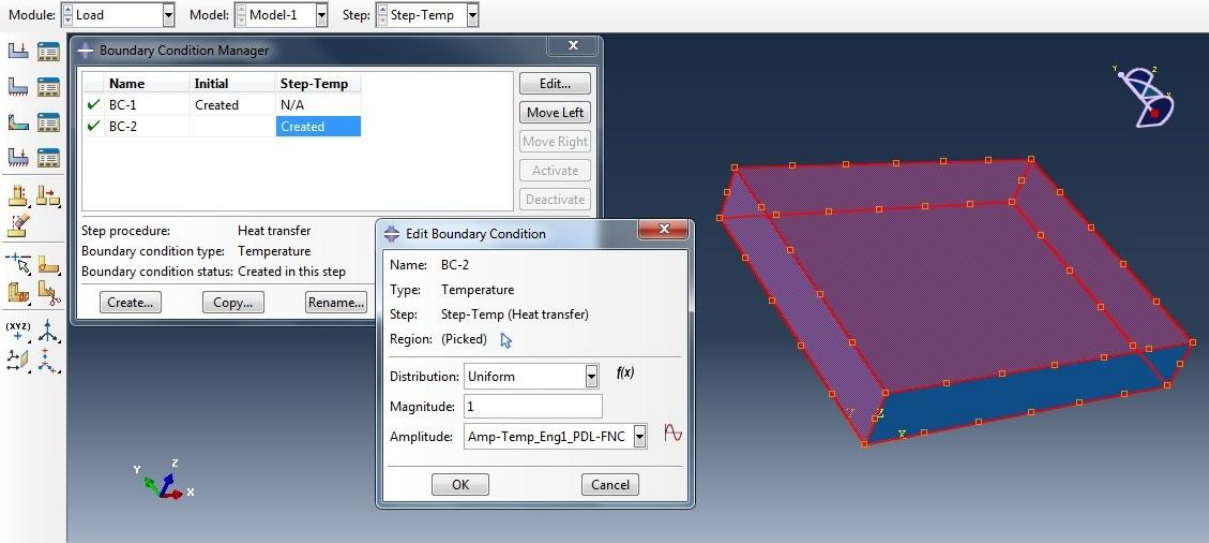 Module: Load Model: Model-1 Step: Step-Temp
Boundary Condition Manager
Name Initial Step-Temp
BC-1 Created N/A
BC-2 Created
Edit...
Move Left
Move Right
Activate
Deactivate
Step procedure: Heat transfer
Boundary condition type: Temperature
Boundary condition status: Created in this step
Create... Copy... Rename...
Edit Boundary Condition
Name: BC-2
Type: Temperature
Step: Step-Temp (Heat transfer)
Region: (Picked)
Distribution: Uniform f(x)
Magnitude: 1
Amplitude: Amp-Temp_Eng1_PDL-FNC
OK Cancel
(XYZ)
Y Z X
Y Z
Y Z X